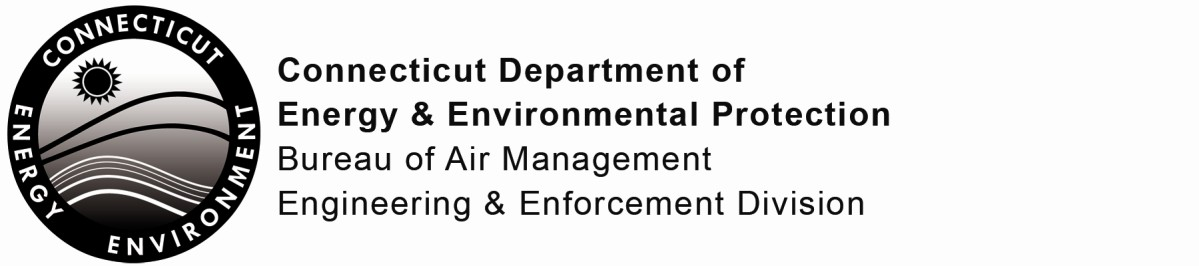 CONNECTICUT
ENERGY
ENVIRONMENT
Connecticut Department of
Energy & Environmental Protection
Bureau of Air Management
Engineering & Enforcement Division